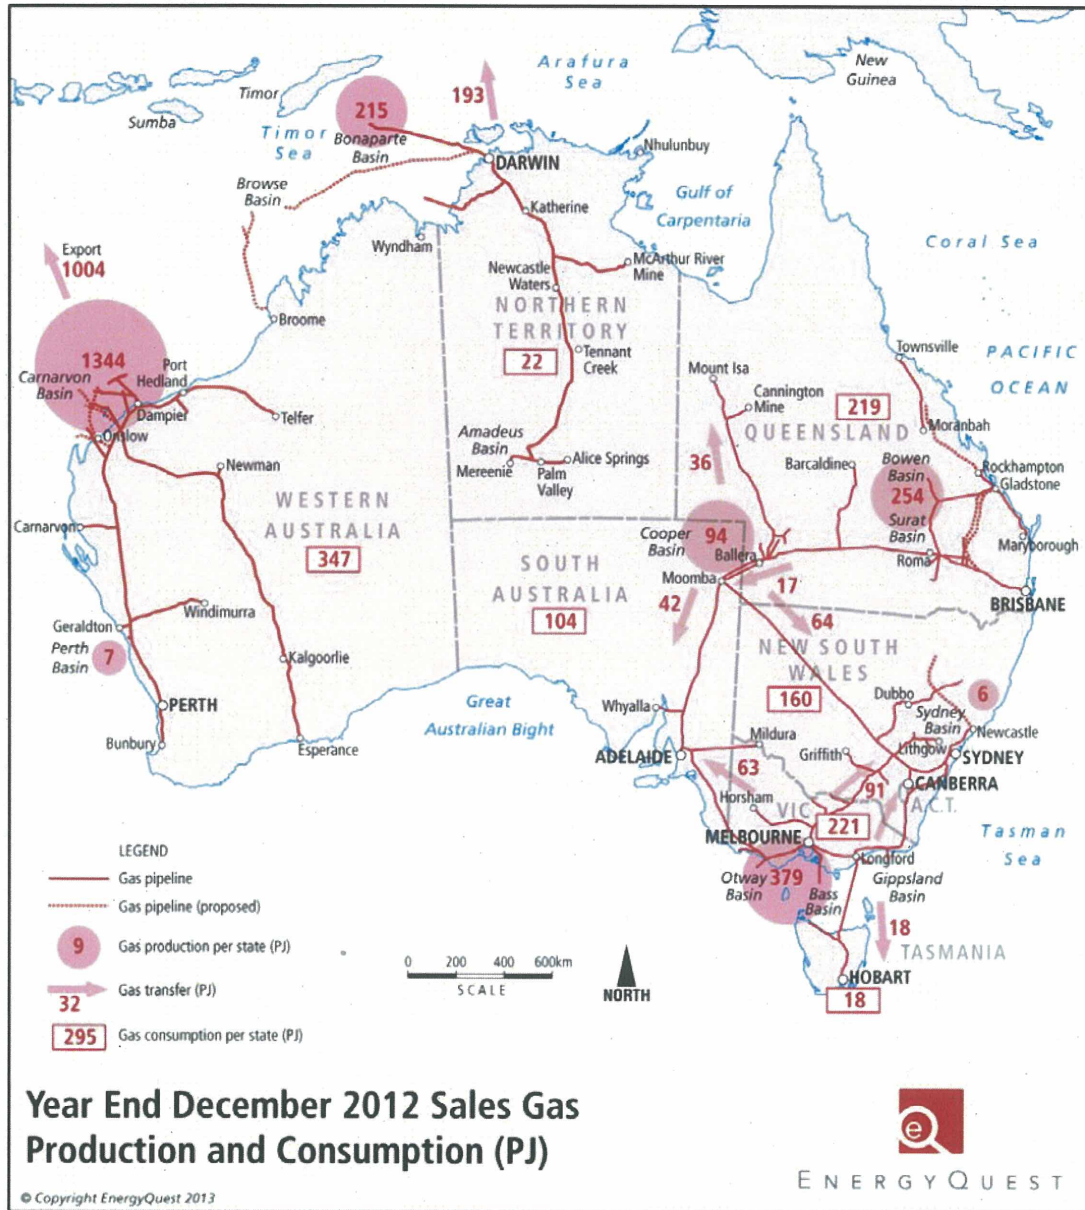 Arafura
Sea
New
Guinea
Timor
Sumba
215
193
Timor
Sea
Bonaparte
Basin
DARWIN
Nhulunbuy
Browse
Basin
Katherine
Gulf of
Carpentaria
Wyndham
Coral Sea
Export
1004
McArthur River
Mine
Newcastle
Waters
NORTHERN
TERRITORY
22
Broome
Tennant
Creek
Townsville
PACIFIC
OCEAN
1344
Carnarvon
Basin
Port
Hedland
Dampier
Onslow
Telfer
Mount Isa
Cannington
Mine
219
QUEENSLAND
Moranbah
Amadeus
Basin
Mereenie
Palm
Valley
Alice Springs
Newman
36
Barcaldine
Bowen
Basin
254
Surat
Basin
Rockhampton
Gladstone
WESTERN
AUSTRALIA
347
Carnarvon
Cooper
Basin
94
Ballera
Roma
Maryborough
SOUTH
AUSTRALIA
104
Moomba
17
42
64
BRISBANE
Windimurra
Geraldton
Perth
Basin
7
Kalgoorlie
NEW SOUTH
WALES
160
PERTH
Great
Australian Bight
Whyalla
Dubbo
6
Sydney
Basin
Newcastle
Bunbury
Esperance
Mildura
Griffith
Lithgow
ADELAIDE
SYDNEY
63
91
CANBERRA
A.C.T.
Horsham
VIC
221
MELBOURNE
Tasman
Sea
Longford
Otway
Basin
379
Bass
Basin
Gippsland
Basin
18
TASMANIA
HOBART
18
LEGEND
Gas pipeline
Gas pipeline (proposed)
9
Gas production per state (PJ)
Gas transfer (PJ)
32
295
Gas consumption per state (PJ)
0 200 400 600km
SCALE
NORTH
Year End December 2012 Sales Gas
Production and Consumption (PJ)
© Copyright EnergyQuest 2013
e
ENERGYQUEST